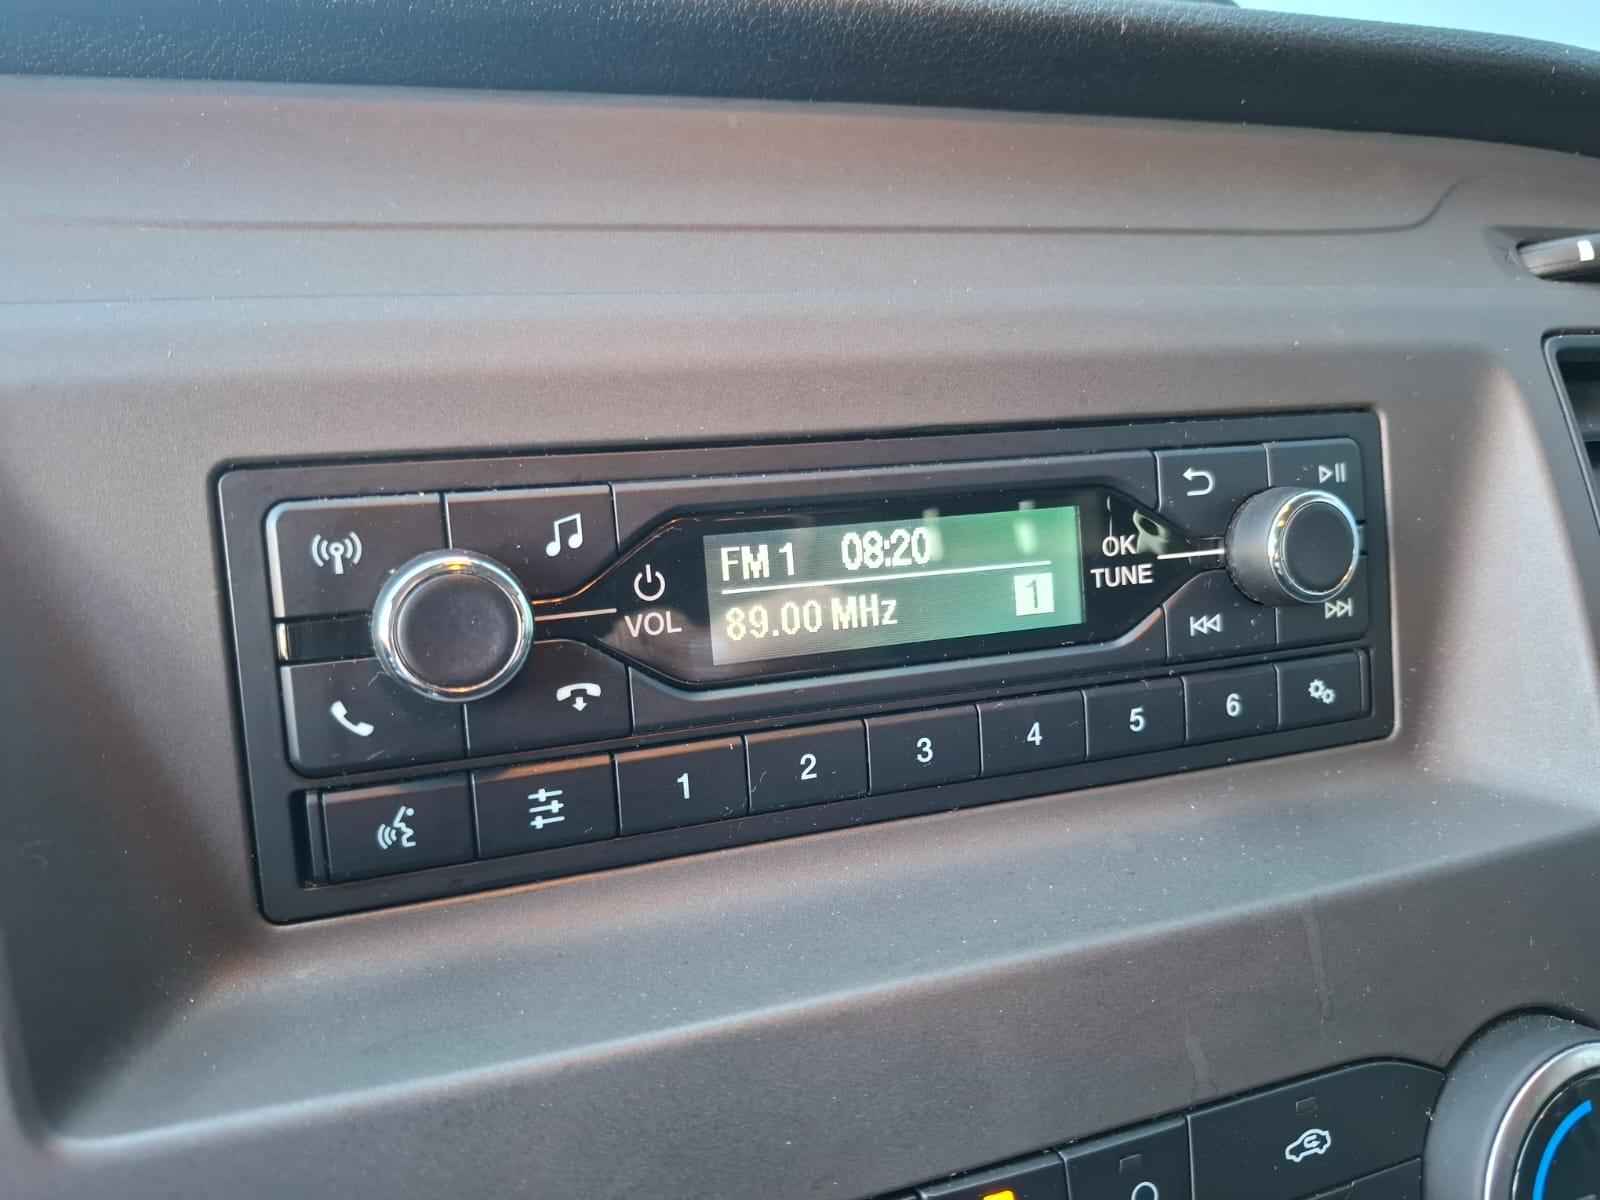 FM 1 08:20
89.00 MHz 1
VOL
OK
TUNE
1 2 3 4 5 6